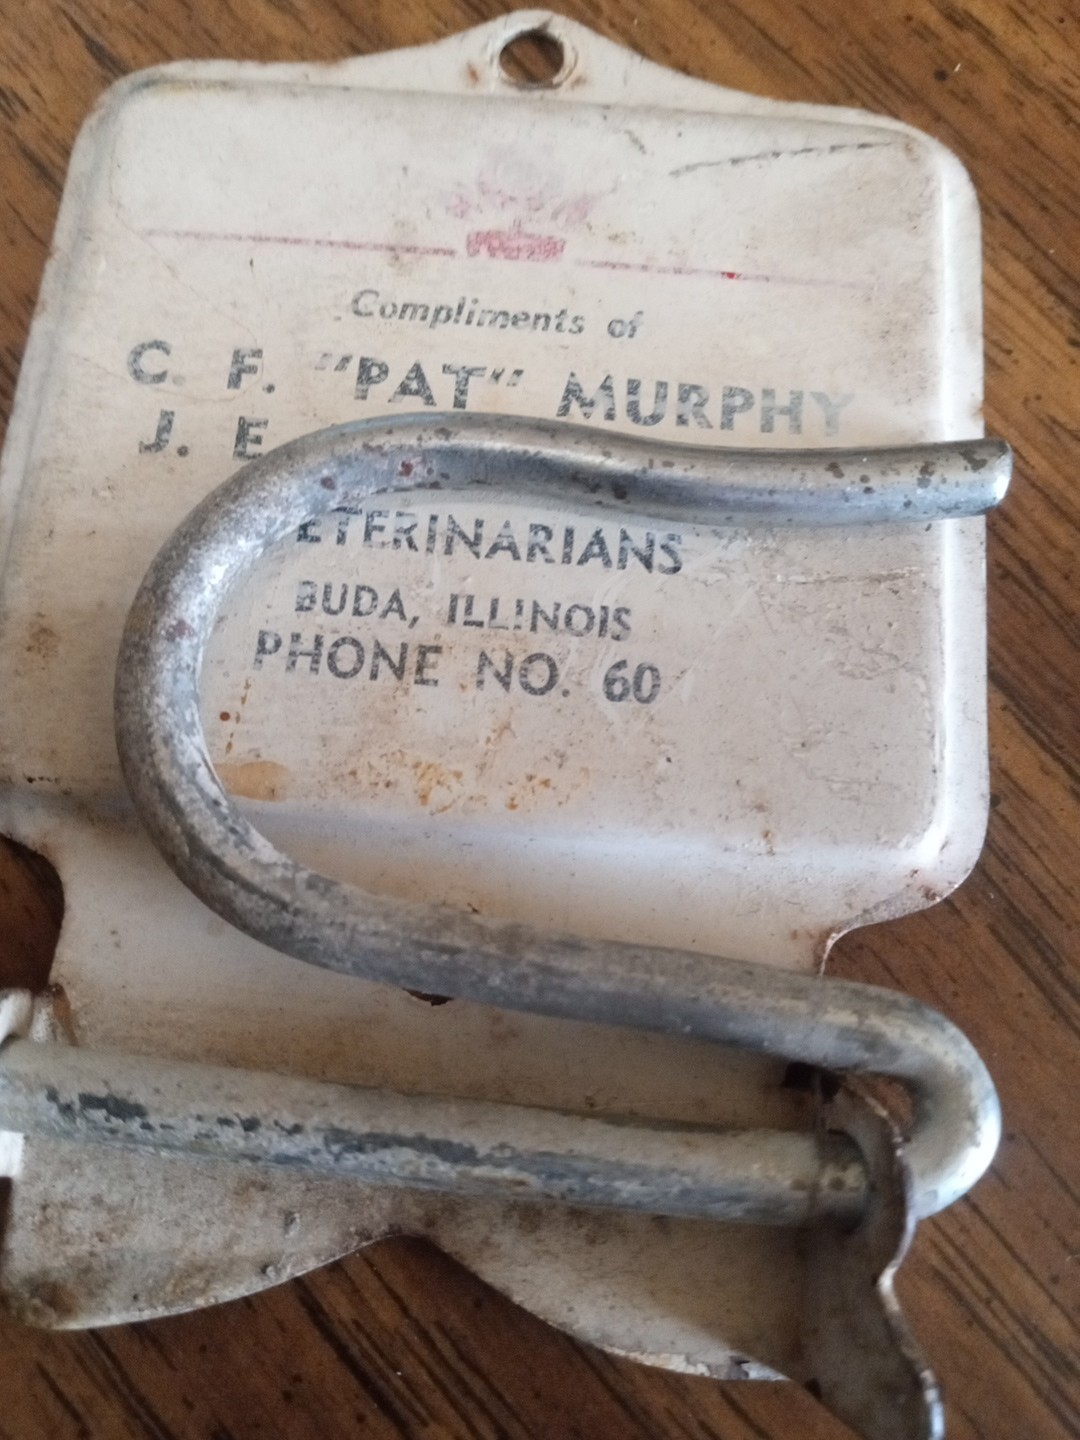 Compliments of
C. F. "PAT" MURPHY
J. E.
ETERINARIANS
BUDA, ILLINOIS
PHONE NO. 60